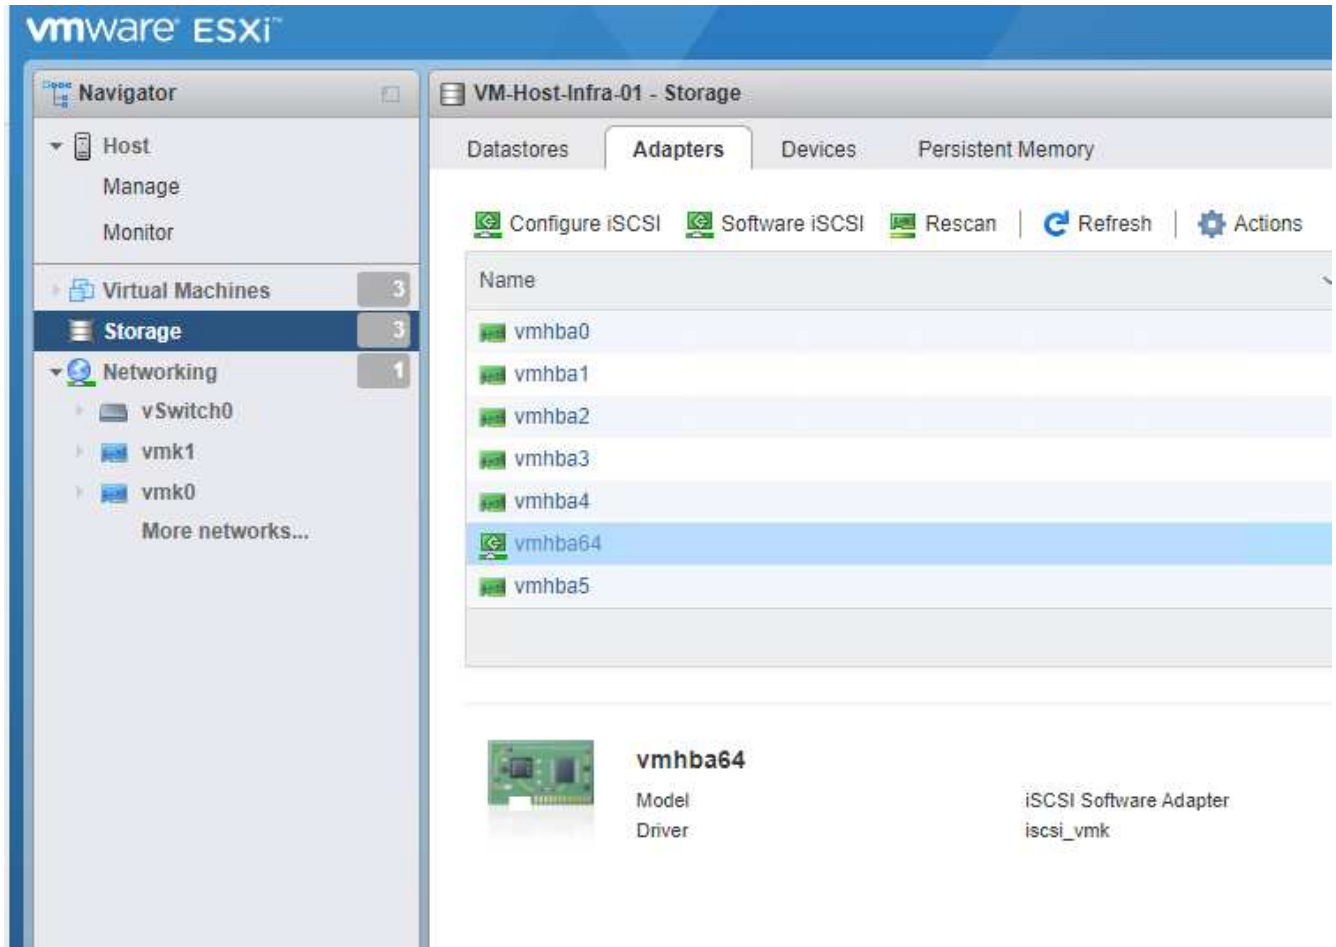 vmware ESXi™
Navigator
Host
Manage
Monitor
Virtual Machines 3
Storage 3
Networking 1
vSwitch0
vmk1
vmk0
More networks...
VM-Host-Infra-01 - Storage
Datastores Adapters Devices Persistent Memory
Configure iSCSI Software iSCSI Rescan Refresh Actions
Name
vmhba0
vmhba1
vmhba2
vmhba3
vmhba4
vmhba64
vmhba5
vmhba64
Model iSCSI Software Adapter
Driver iscsi_vmk